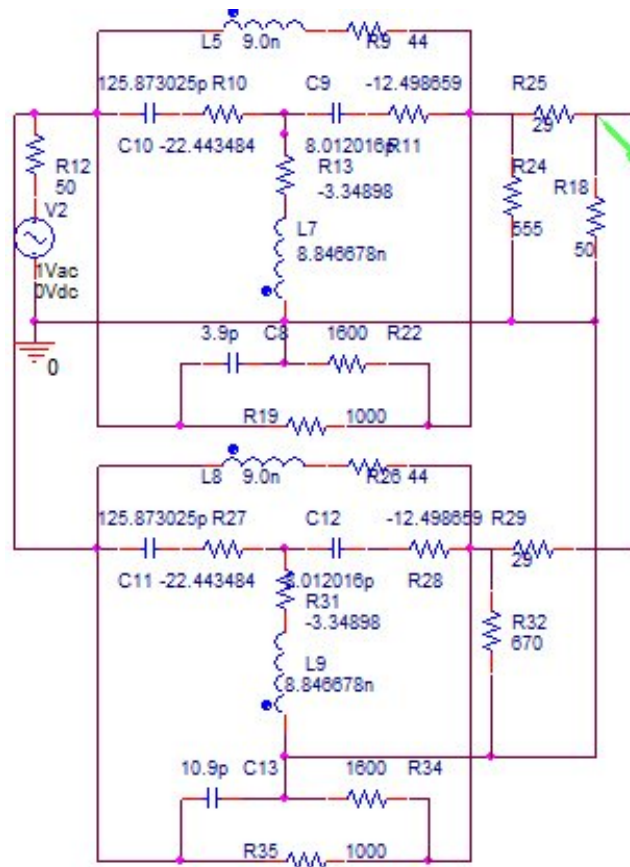 L5 9.0n R9 44
125.873025p R10 C9 -12.498659 R25
29
C10 -22.443484 8.012016p R11
R12
50
R13
-3.34898
R24
R18
V2
L7
8.846678n
555
50
1Vac
0Vdc
0
3.9p C8 1600 R22
R19 1000
L8 9.0n R26 44
125.873025p R27 C12 -12.498659 R29
29
C11 -22.443484 8.012016p R28
R31
-3.34898
R32
670
L9
8.846678n
10.9p C13 1600 R34
R35 1000